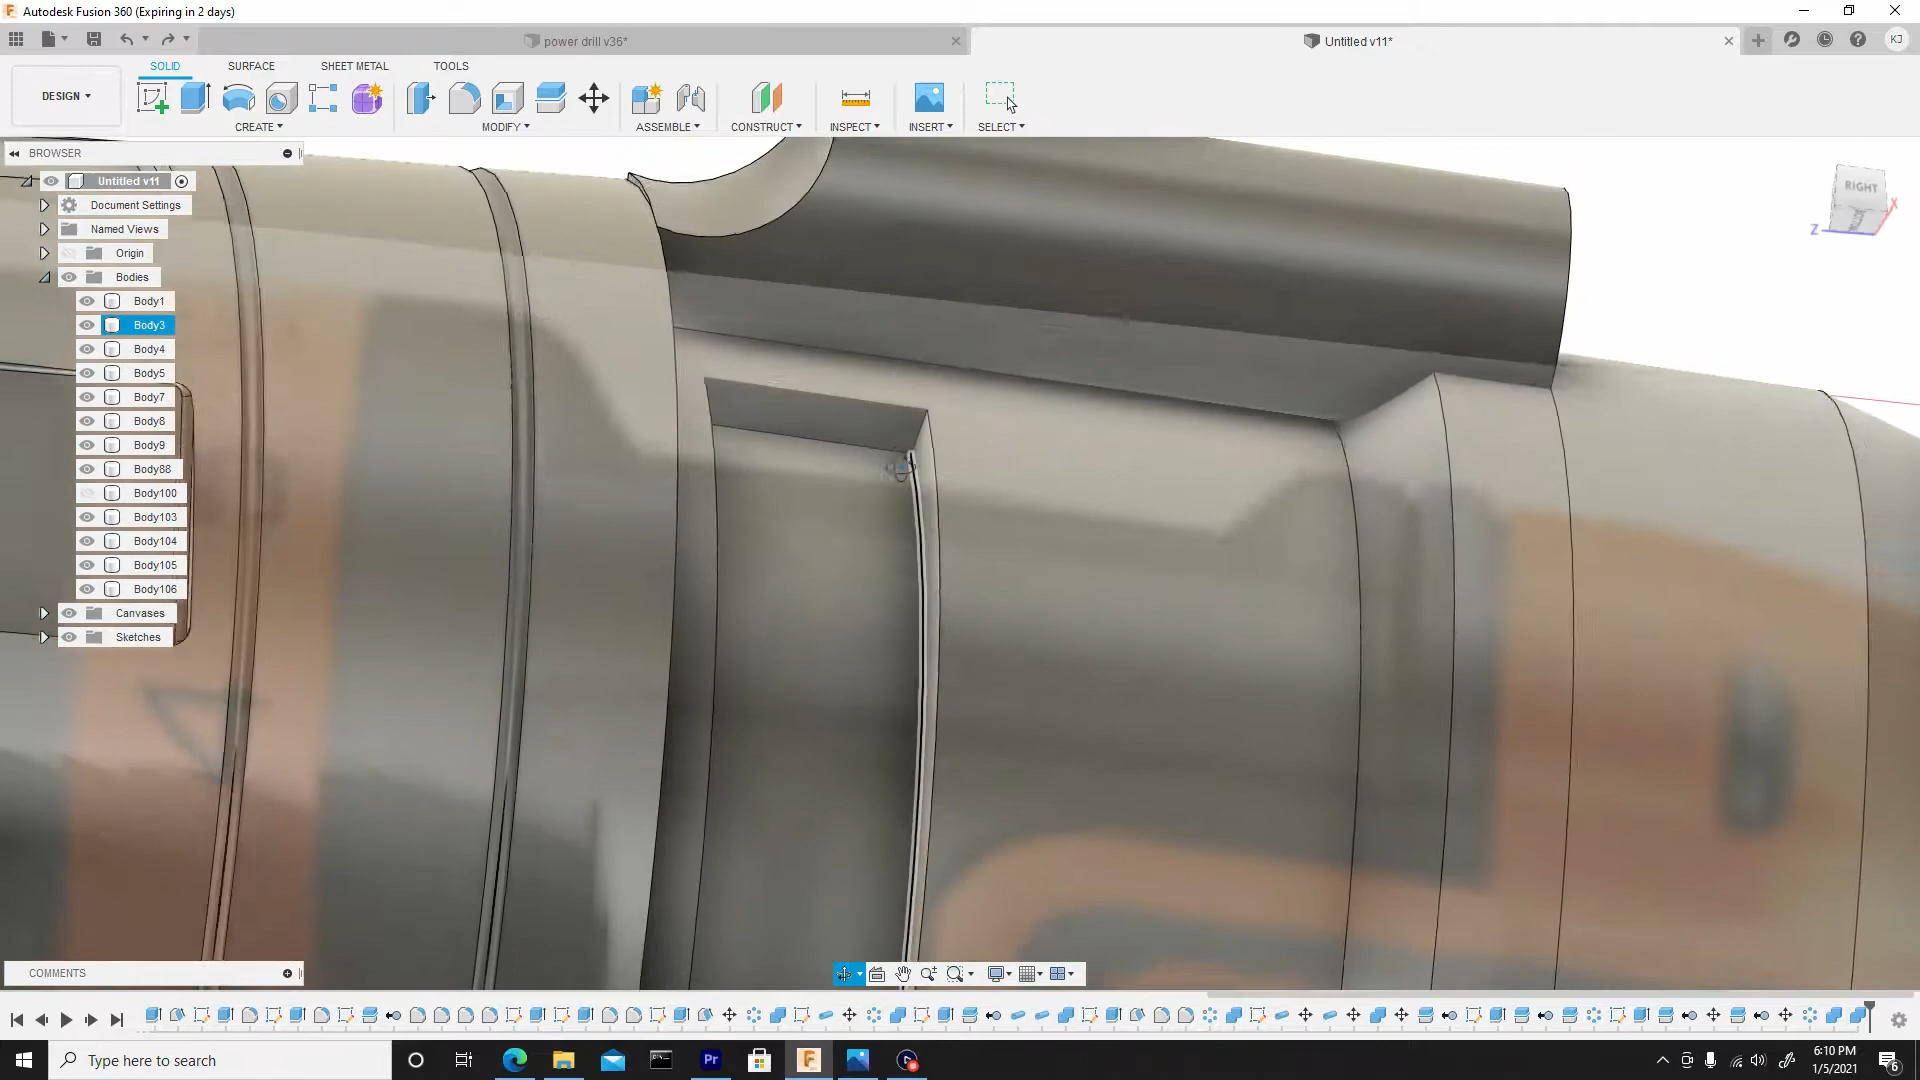 Autodesk Fusion 360 (Expiring in 2 days)
power drill v36*
Untitled v11*
KJ
DESIGN
SOLID
SURFACE
SHEET METAL
TOOLS
CREATE
MODIFY
ASSEMBLE
CONSTRUCT
INSPECT
INSERT
SELECT
BROWSER
Untitled v11
Document Settings
Named Views
Origin
Bodies
Body1
Body3
Body4
Body5
Body7
Body8
Body9
Body88
Body100
Body103
Body104
Body105
Body106
Canvases
Sketches
RIGHT
X
Z
COMMENTS
Type here to search
Pr
F
6:10 PM
1/5/2021
6